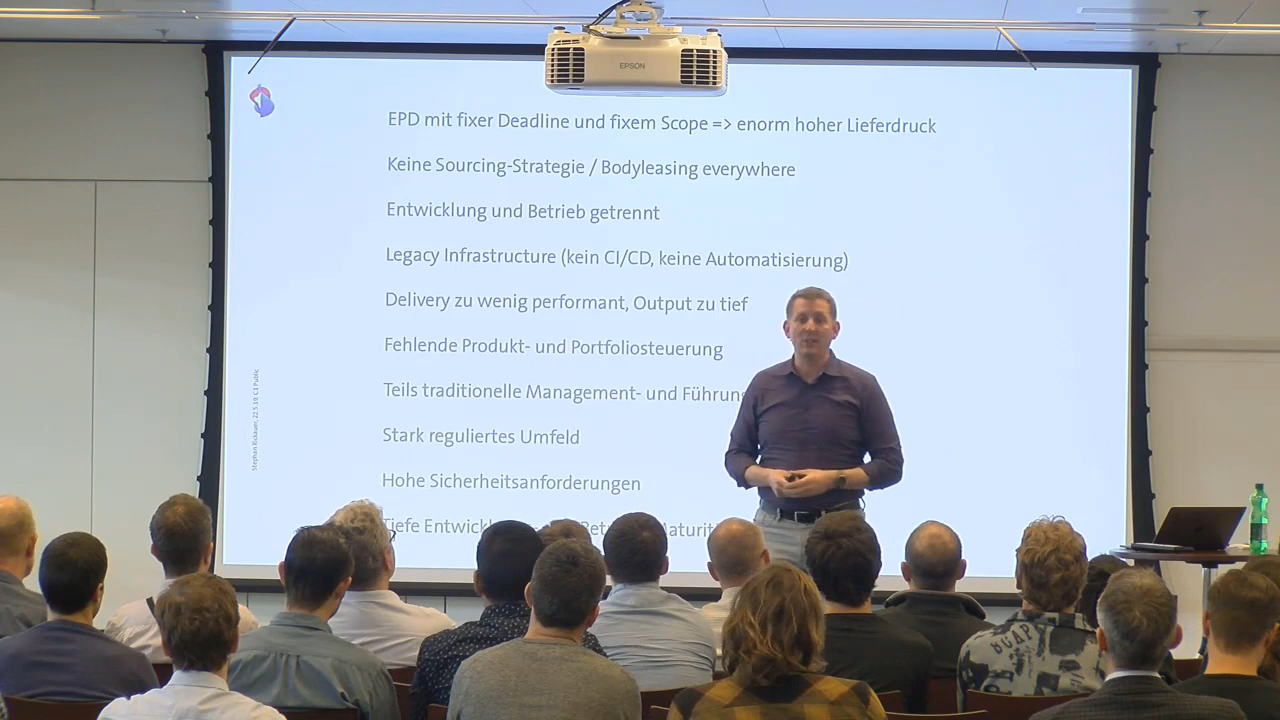 EPSON
EPD mit fixer Deadline und fixem Scope => enorm hoher Lieferdruck
Keine Sourcing-Strategie / Bodyleasing everywhere
Entwicklung und Betrieb getrennt
Legacy Infrastructure (kein CI/CD, keine Automatisierung)
Delivery zu wenig performant, Output zu tief
Fehlende Produkt- und Portfoliosteuerung
Teils traditionelle Management- und Führun
Stark reguliertes Umfeld
Hohe Sicherheitsanforderungen
Tiefe